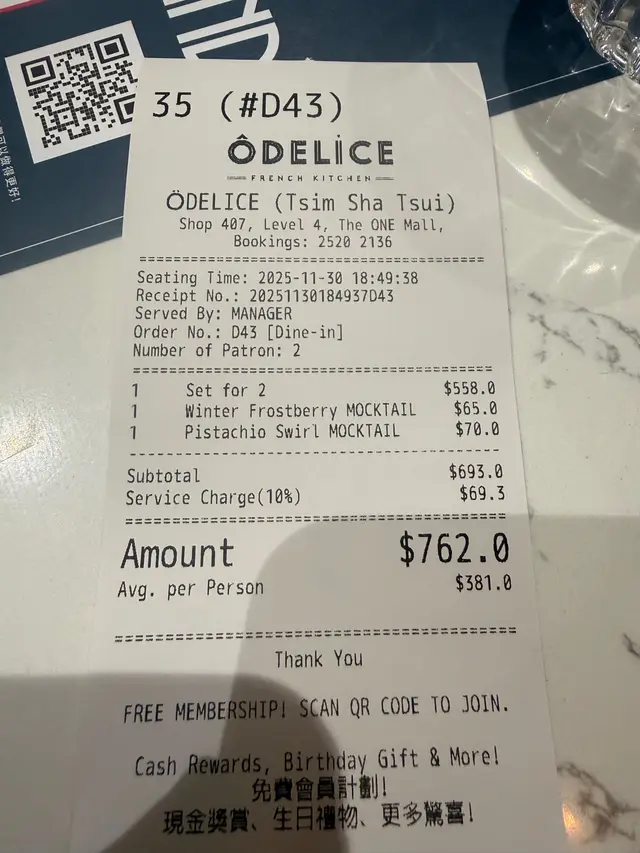 35 (#D43)
ÔDELİCE
FRENCH KITCHEN
ÖDELICE (Tsim Sha Tsui)
Shop 407, Level 4, The ONE Mall,
Bookings: 2520 2136
Seating Time: 2025-11-30 18:49:38
Receipt No.: 20251130184937D43
Served By: MANAGER
Order No.: D43 [Dine-in]
Number of Patron: 2
1 Set for 2 $558.0
1 Winter Frostberry MOCKTAIL $65.0
1 Pistachio Swirl MOCKTAIL $70.0
Subtotal $693.0
Service Charge(10%) $69.3
Amount $762.0
Avg. per Person $381.0
Thank You
FREE MEMBERSHIP! SCAN QR CODE TO JOIN.
Cash Rewards, Birthday Gift & More!
免費會員計劃!
現金獎賞、生日禮物、更多驚喜!